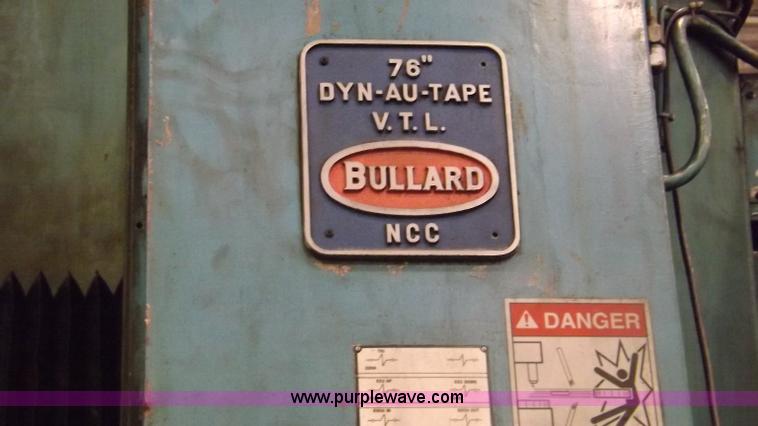 76"
DYN-AU-TAPE
V.T.L.
BULLARD
NCC
DANGER
www.purplewave.com